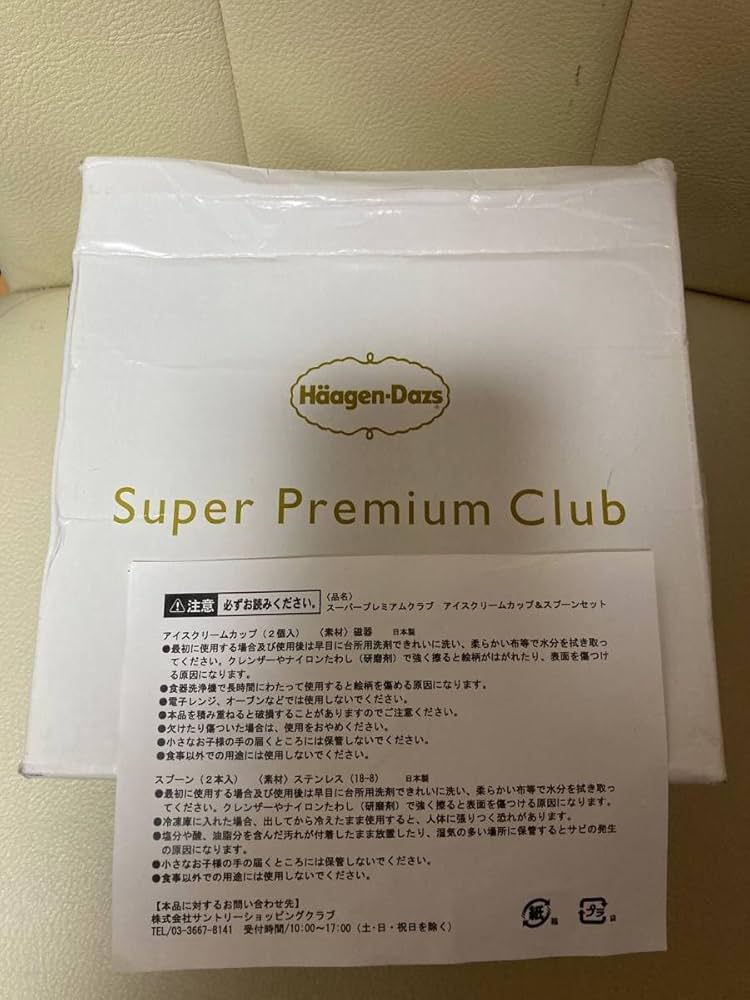 Häagen-Dazs
Super Premium Club
注意 必ずお読みください。
〈品名〉
スーパープレミアムクラブ アイスクリームカップ&スプーンセット
アイスクリームカップ(2個入) 〈素材〉磁器 日本製
●最初に使用する場合及び使用後は早目に台所用洗剤できれいに洗い、柔らかい布等で水分を拭き取っ
てください。クレンザーやナイロンたわし(研磨剤)で強く擦ると絵柄がはがれたり、表面を傷つけ
る原因になります。
●食器洗浄機で長時間にわたって使用すると絵柄を傷める原因になります。
●電子レンジ、オーブンなどでは使用しないでください。
●本品を積み重ねると破損することがありますのでご注意ください。
●欠けたり傷ついた場合は、使用をおやめください。
●小さなお子様の手の届くところには保管しないでください。
●食事以外での用途には使用しないでください。
スプーン(2本入) 〈素材〉ステンレス(18-8) 日本製
●最初に使用する場合及び使用後は早目に台所用洗剤できれいに洗い、柔らかい布等で水分を拭き取っ
てください。クレンザーやナイロンたわし(研磨剤)で強く擦ると表面を傷つける原因になります。
●冷凍庫に入れた場合、出してから冷えたまま使用すると、人体に張りつく恐れがあります。
●塩分や酸、油脂分を含んだ汚れが付着したまま放置したり、湿気の多い場所に保管するとサビの発生
の原因になります。
●小さなお子様の手の届くところには保管しないでください。
●食事以外での用途には使用しないでください。
【本品に対するお問い合わせ先】
株式会社サントリーショッピングクラブ
TEL/03-3667-8141 受付時間/10:00〜17:00(土・日・祝日を除く)
紙 箱
プラ 袋